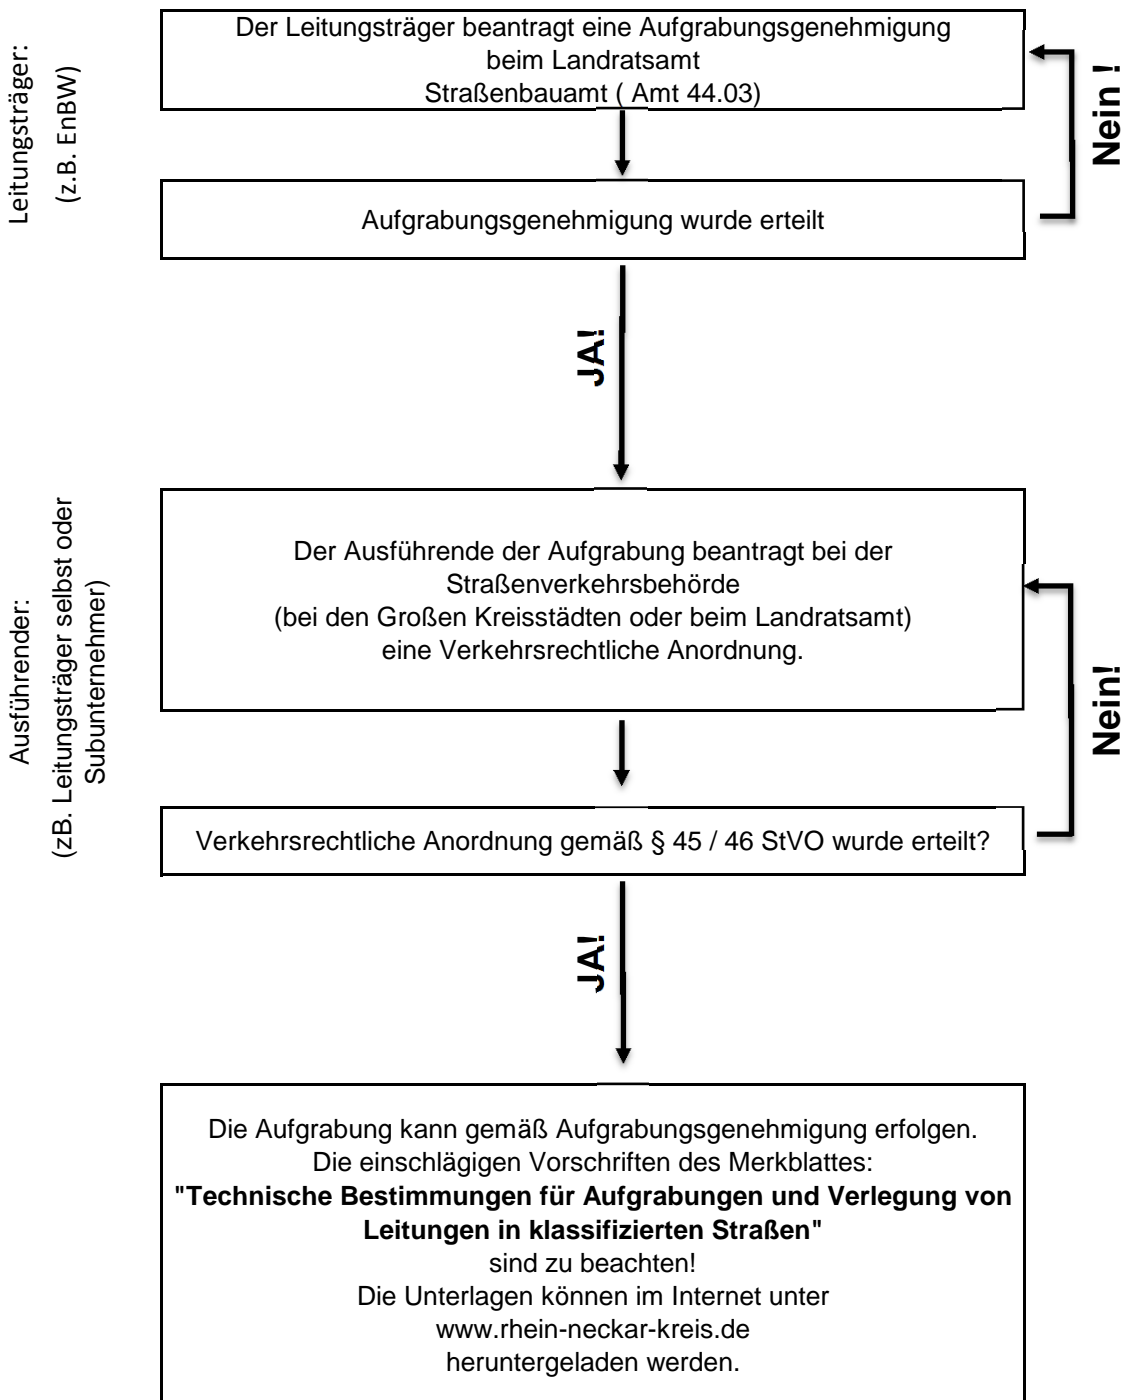 Leitungsträger:
(z.B. EnBW)
Der Leitungsträger beantragt eine Aufgrabungsgenehmigung
beim Landratsamt
Straßenbauamt ( Amt 44.03)
Nein !
Aufgrabungsgenehmigung wurde erteilt
JA!
Ausführender:
(zB. Leitungsträger selbst oder
Subunternehmer)
Der Ausführende der Aufgrabung beantragt bei der
Straßenverkehrsbehörde
(bei den Großen Kreisstädten oder beim Landratsamt)
eine Verkehrsrechtliche Anordnung.
Nein!
Verkehrsrechtliche Anordnung gemäß § 45 / 46 StVO wurde erteilt?
JA!
Die Aufgrabung kann gemäß Aufgrabungsgenehmigung erfolgen.
Die einschlägigen Vorschriften des Merkblattes:
"Technische Bestimmungen für Aufgrabungen und Verlegung von
Leitungen in klassifizierten Straßen"
sind zu beachten!
Die Unterlagen können im Internet unter
www.rhein-neckar-kreis.de
heruntergeladen werden.